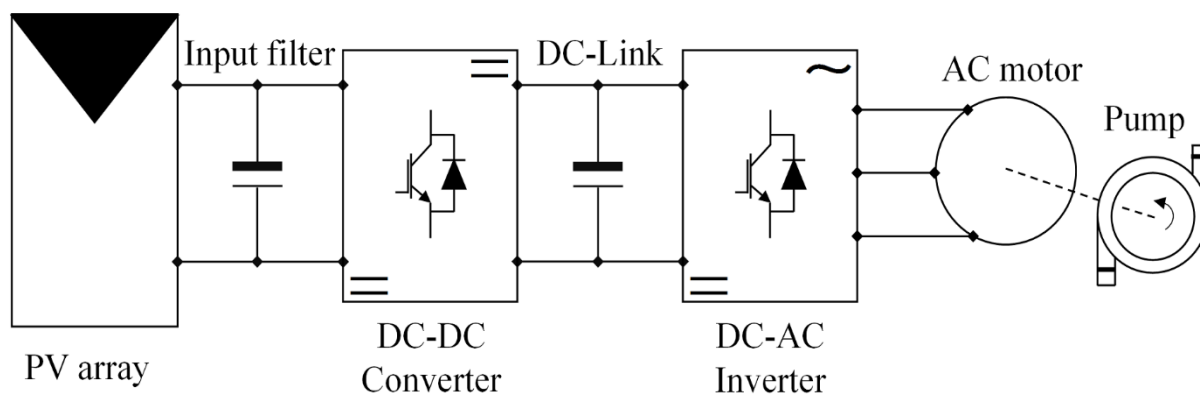 Input filter
DC-Link
AC motor
Pump
PV array
DC-DC
Converter
DC-AC
Inverter